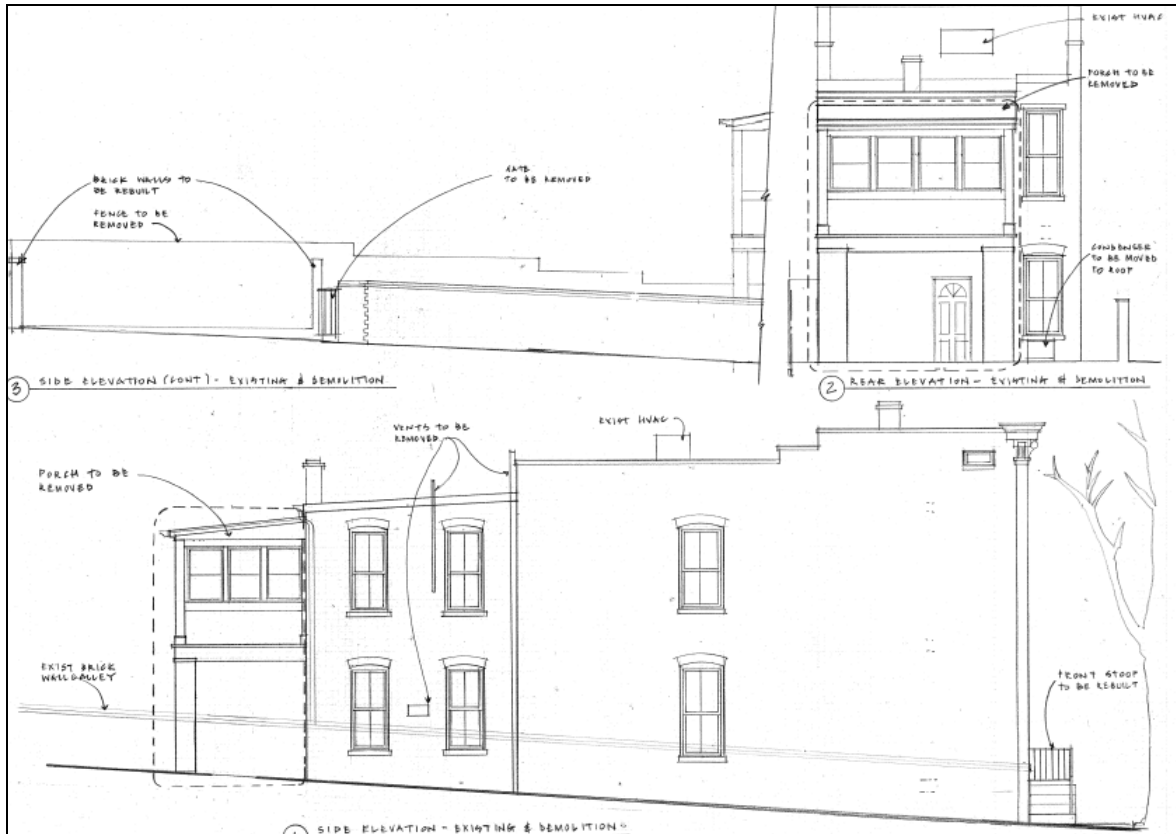 EXIST HVAC
PORCH TO BE
REMOVED
BRICK WALLS TO
BE REBUILT
FENCE TO BE
REMOVED
GATE
TO BE REMOVED
CONDENSER
TO BE MOVED
TO ROOF
3 SIDE ELEVATION (CONT) - EXISTING & DEMOLITION
2 REAR ELEVATION - EXISTING & DEMOLITION
VENTS TO BE
REMOVED
EXIST HVAC
PORCH TO BE
REMOVED
EXIST BRICK
WALL @ ALLEY
FRONT STOOP
TO BE REBUILT
1 SIDE ELEVATION - EXISTING & DEMOLITION